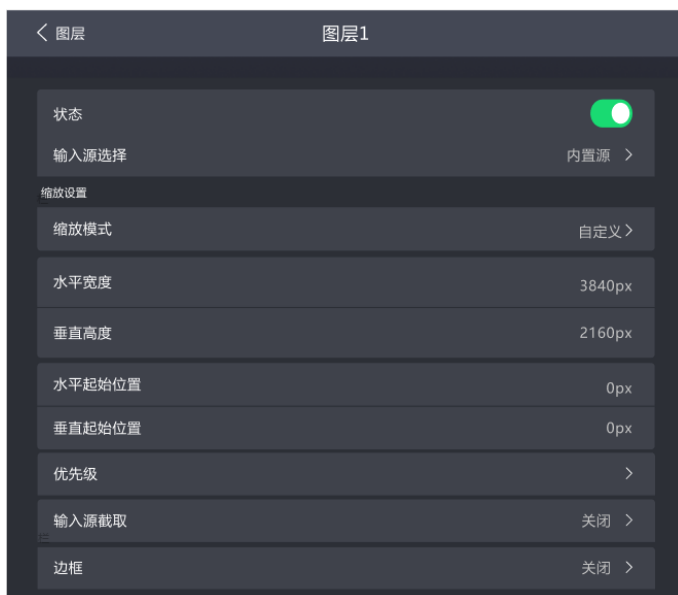 图层
图层1
状态
输入源选择 内置源
缩放设置
缩放模式 自定义
水平宽度 3840px
垂直高度 2160px
水平起始位置 0px
垂直起始位置 0px
优先级
输入源截取 关闭
边框 关闭